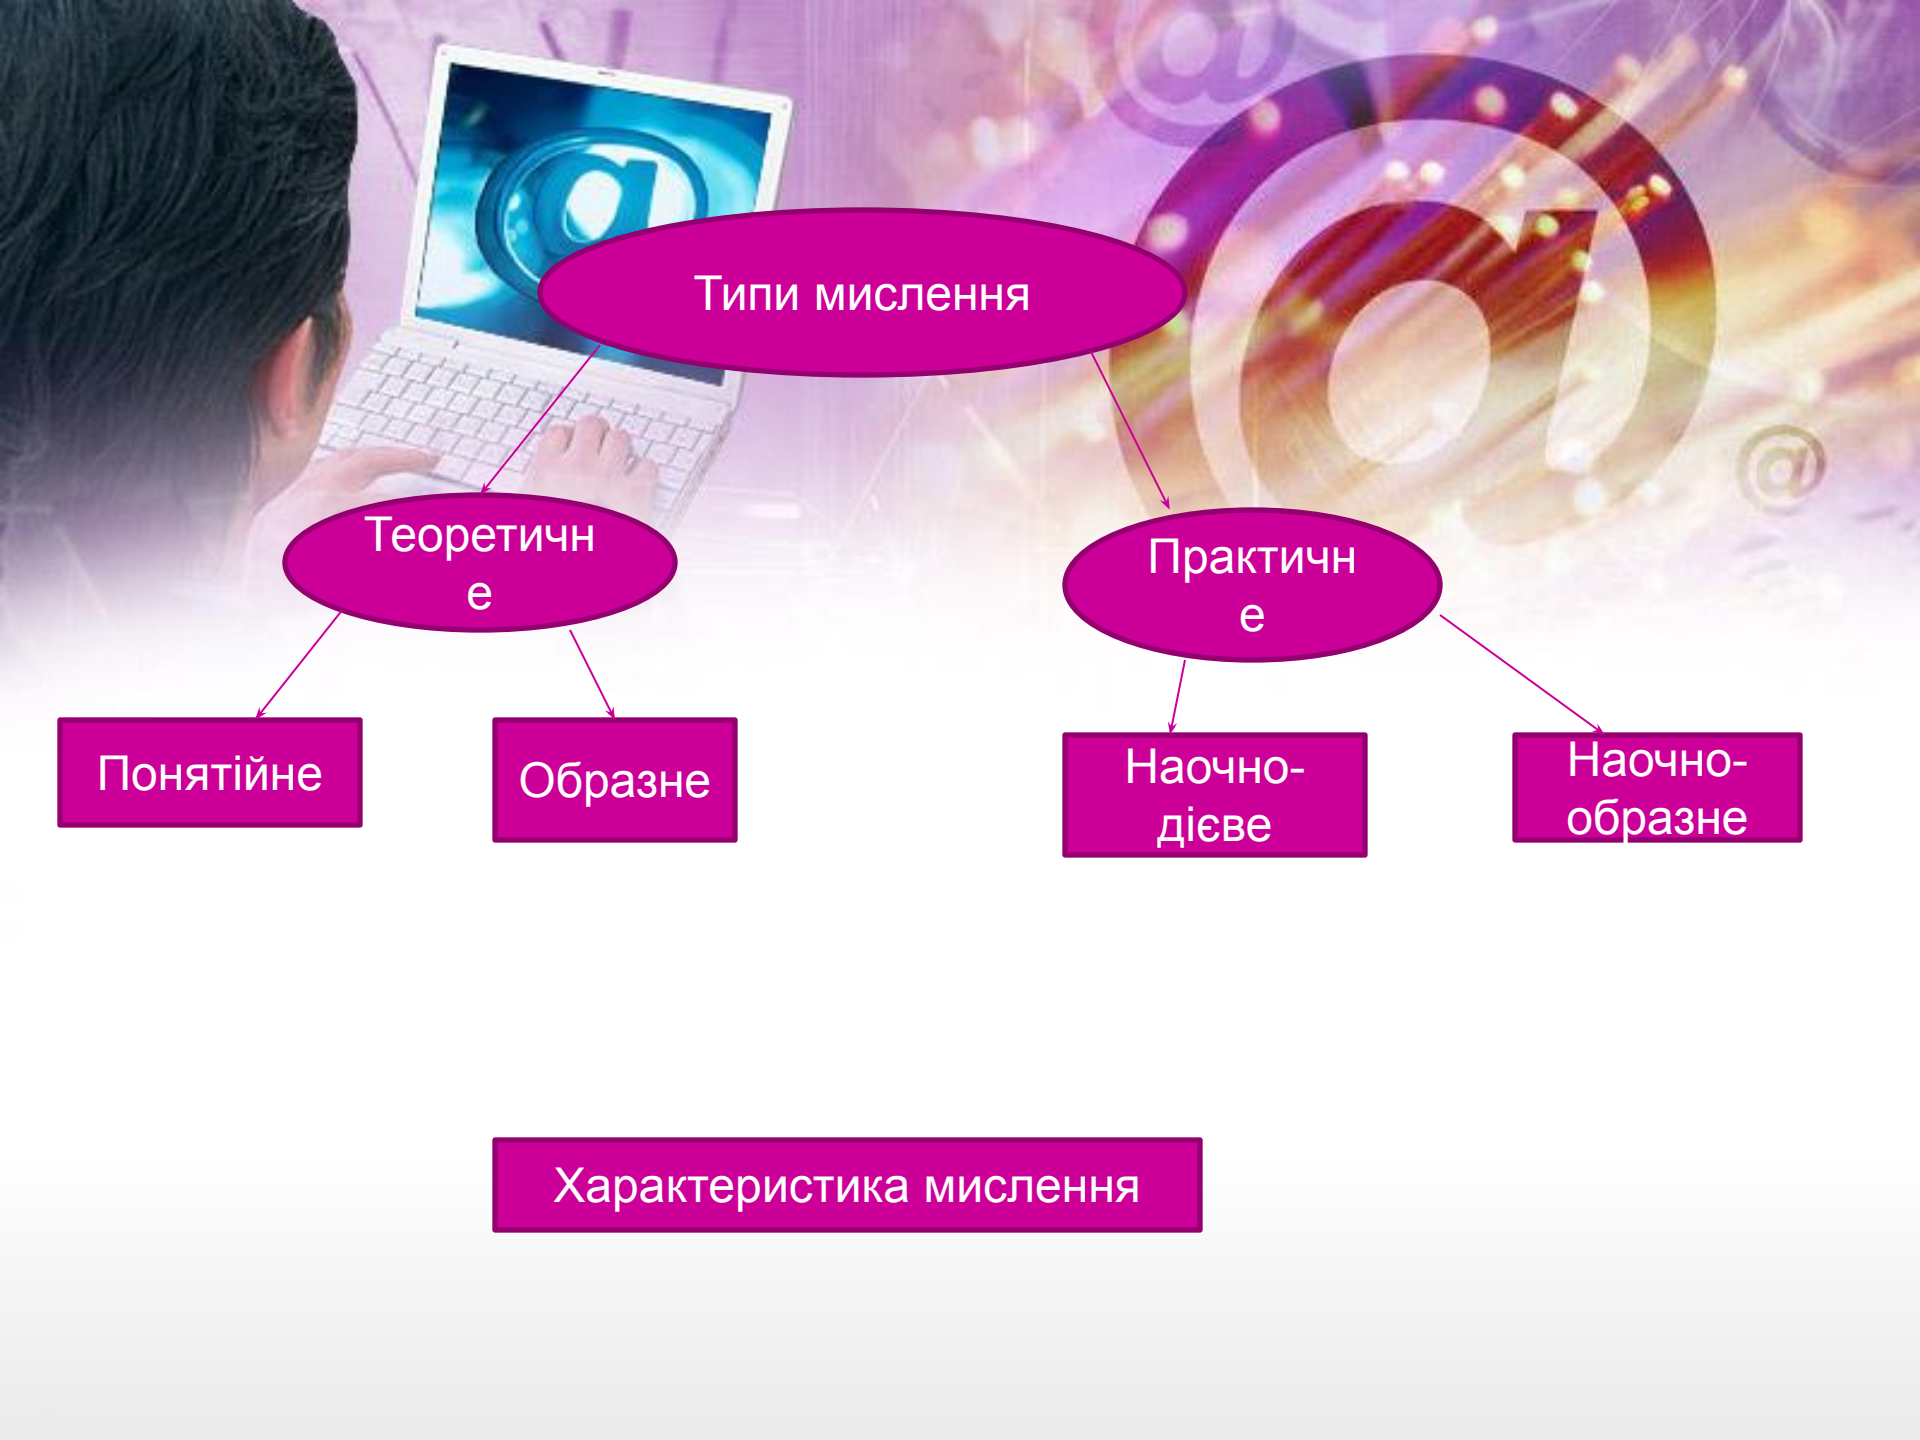 Типи мислення
Теоретичн
е
Практичн
е
Понятійне
Образне
Наочно-
дієве
Наочно-
образне
Характеристика мислення